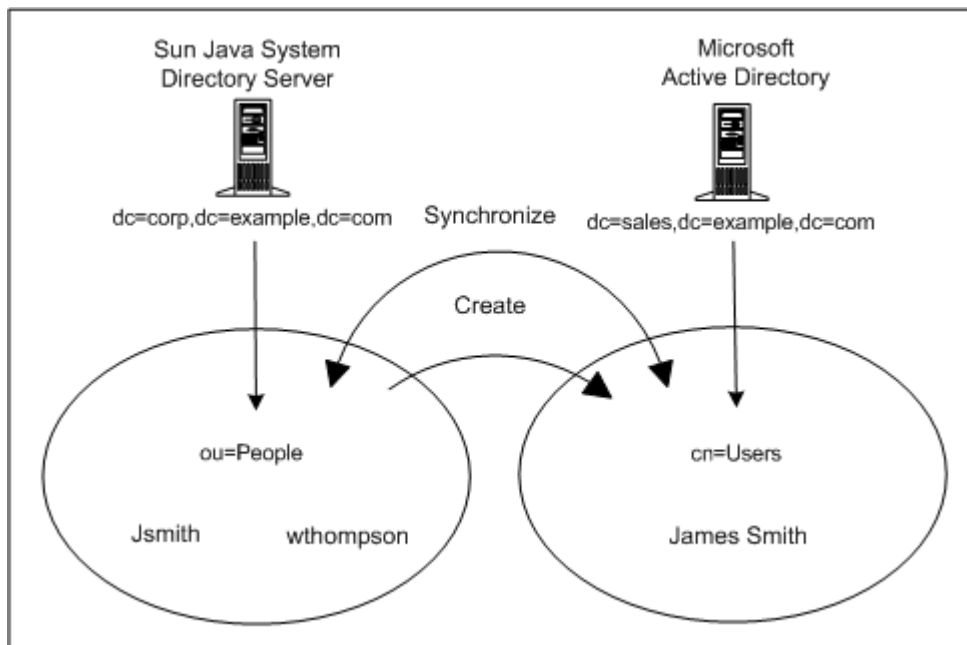 Sun Java System
Directory Server
Microsoft
Active Directory
dc=corp,dc=example,dc=com
Synchronize
dc=sales,dc=example,dc=com
Create
ou=People
cn=Users
Jsmith
wthompson
James Smith